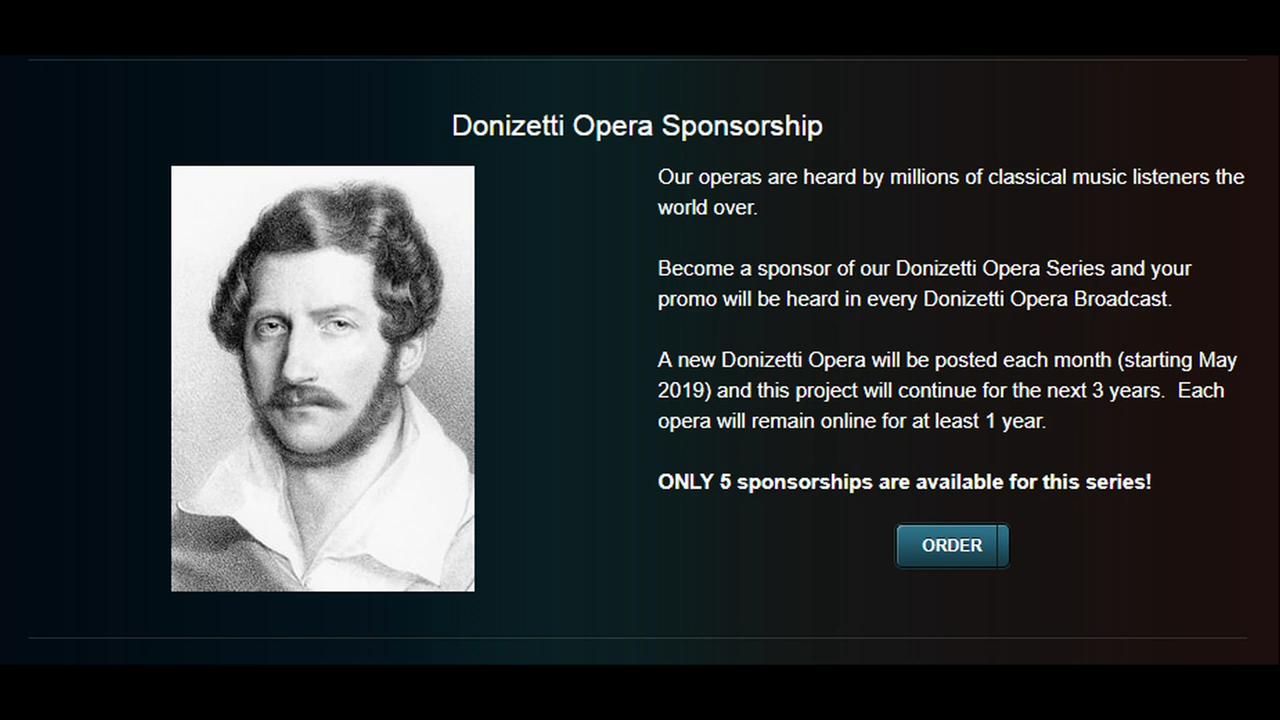 Donizetti Opera Sponsorship
Our operas are heard by millions of classical music listeners the
world over.
Become a sponsor of our Donizetti Opera Series and your
promo will be heard in every Donizetti Opera Broadcast.
A new Donizetti Opera will be posted each month (starting May
2019) and this project will continue for the next 3 years.  Each
opera will remain online for at least 1 year.
ONLY 5 sponsorships are available for this series!
ORDER